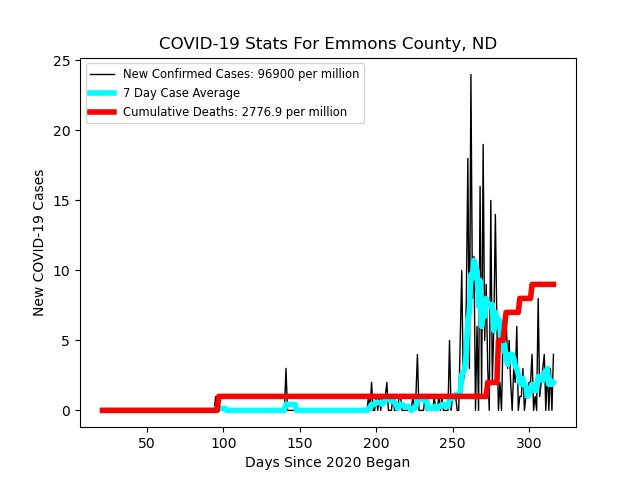 COVID-19 Stats For Emmons County, ND
New Confirmed Cases: 96900 per million
7 Day Case Average
Cumulative Deaths: 2776.9 per million
25
20
15
10
5
0
New COVID-19 Cases
50 100 150 200 250 300
Days Since 2020 Began